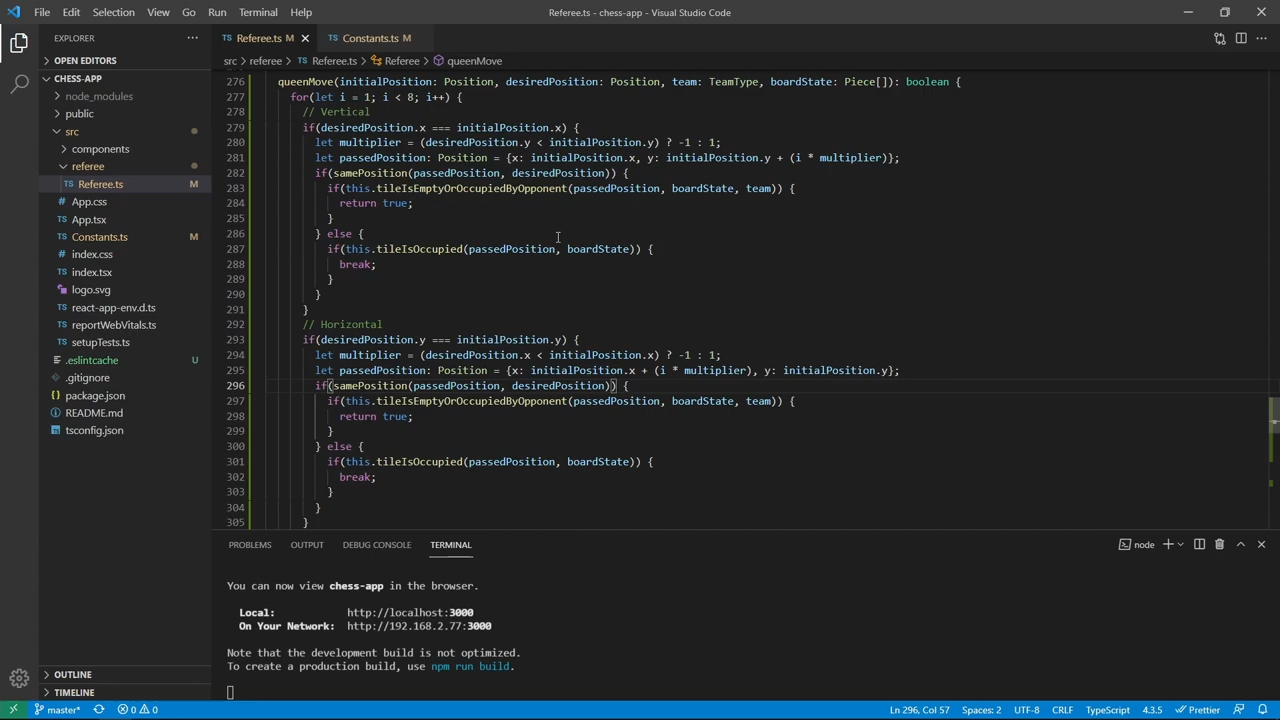 File Edit Selection View Go Run Terminal Help
Referee.ts - chess-app - Visual Studio Code
EXPLORER
OPEN EDITORS
CHESS-APP
node_modules
public
src
components
referee
TS Referee.ts M
App.css
App.tsx
Constants.ts M
index.css
index.tsx
logo.svg
TS react-app-env.d.ts
TS reportWebVitals.ts
TS setupTests.ts
.eslintcache U
.gitignore
package.json
README.md
tsconfig.json
OUTLINE
TIMELINE
TS Referee.ts M
TS Constants.ts M
src > referee > TS Referee.ts > Referee > queenMove
276 queenMove(initialPosition: Position, desiredPosition: Position, team: TeamType, boardState: Piece[]): boolean {
277 for(let i = 1; i < 8; i++) {
278 // Vertical
279 if(desiredPosition.x === initialPosition.x) {
280 let multiplier = (desiredPosition.y < initialPosition.y) ? -1 : 1;
281 let passedPosition: Position = {x: initialPosition.x, y: initialPosition.y + (i * multiplier)};
282 if(samePosition(passedPosition, desiredPosition)) {
283 if(this.tileIsEmptyOrOccupiedByOpponent(passedPosition, boardState, team)) {
284 return true;
285 }
286 } else {
287 if(this.tileIsOccupied(passedPosition, boardState)) {
288 break;
289 }
290 }
291 }
292 // Horizontal
293 if(desiredPosition.y === initialPosition.y) {
294 let multiplier = (desiredPosition.x < initialPosition.x) ? -1 : 1;
295 let passedPosition: Position = {x: initialPosition.x + (i * multiplier), y: initialPosition.y};
296 if(samePosition(passedPosition, desiredPosition)) {
297 if(this.tileIsEmptyOrOccupiedByOpponent(passedPosition, boardState, team)) {
298 return true;
299 }
300 } else {
301 if(this.tileIsOccupied(passedPosition, boardState)) {
302 break;
303 }
304 }
305 }
PROBLEMS OUTPUT DEBUG CONSOLE TERMINAL
node
You can now view chess-app in the browser.
Local: http://localhost:3000
On Your Network: http://192.168.2.77:3000
Note that the development build is not optimized.
To create a production build, use npm run build.
master* 0 0
Ln 296, Col 57 Spaces: 2 UTF-8 CRLF TypeScript 4.3.5 Prettier